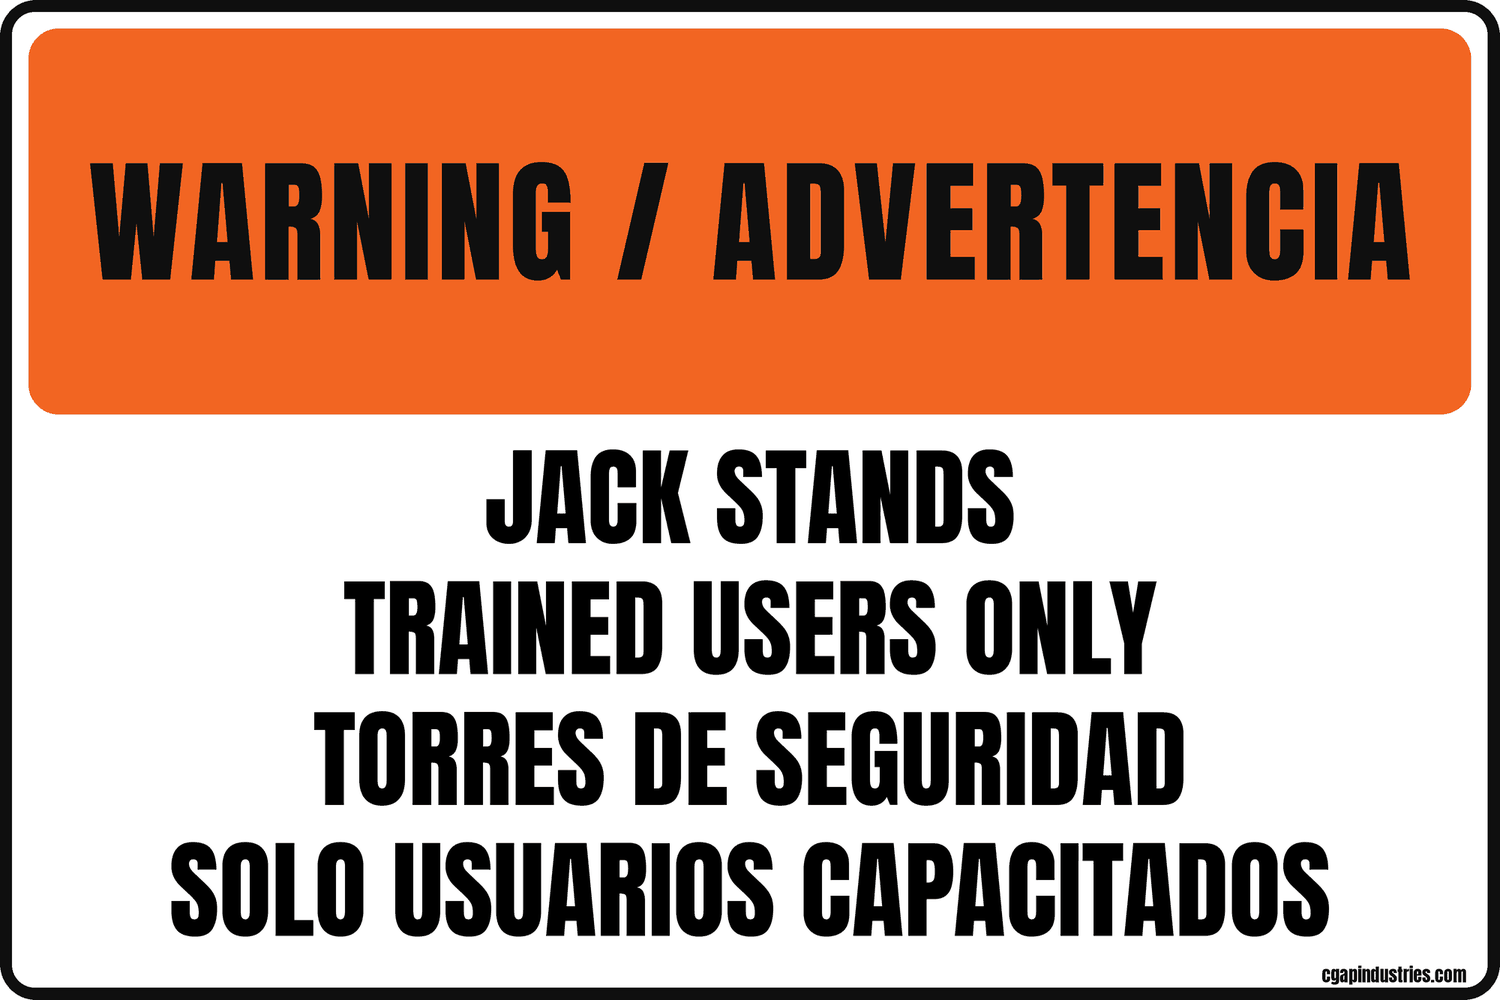 WARNING / ADVERTENCIA
JACK STANDS
TRAINED USERS ONLY
TORRES DE SEGURIDAD
SOLO USUARIOS CAPACITADOS
cgapindustries.com